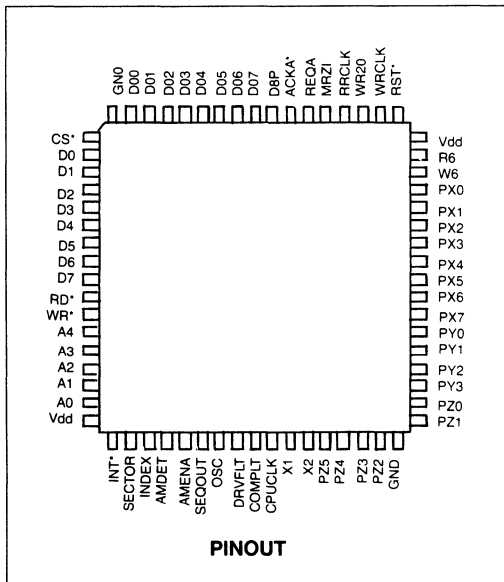 GN0
D00
D01
D02
D03
D04
D05
D06
D07
D8P
ACKA*
REQA
MRZI
RRCLK
WR20
WRCLK
RST*
CS*
D0
D1
D2
D3
D4
D5
D6
D7
RD*
WR*
A4
A3
A2
A1
A0
Vdd
Vdd
R6
W6
PX0
PX1
PX2
PX3
PX4
PX5
PX6
PX7
PY0
PY1
PY2
PY3
PZ0
PZ1
INT*
SECTOR
INDEX
AMDET
AMENA
SEQOUT
OSC
DRVFLT
COMPLT
CPUCLK
X1
X2
PZ5
PZ4
PZ3
PZ2
GND
PINOUT